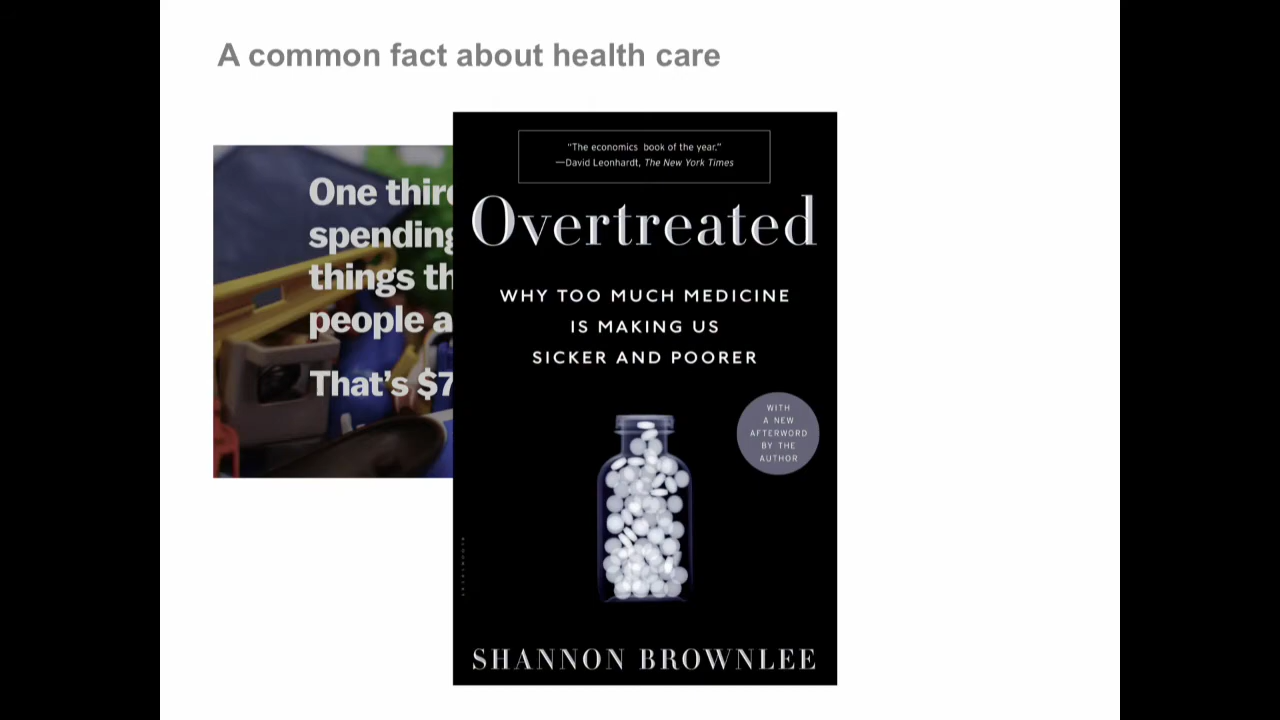 A common fact about health care
One third
spending
things th
people a
That's $7
"The economics book of the year."
—David Leonhardt, The New York Times
Overtreated
WHY TOO MUCH MEDICINE
IS MAKING US
SICKER AND POORER
WITH
A NEW
AFTERWORD
BY THE
AUTHOR
SHANNON BROWNLEE